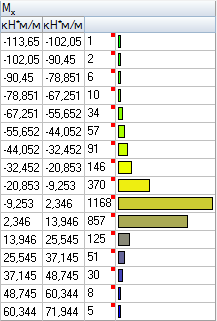 Mx
кН*м/м кН*м/м
-113,65 -102,05 1
-102,05 -90,45 2
-90,45 -78,851 6
-78,851 -67,251 10
-67,251 -55,652 34
-55,652 -44,052 57
-44,052 -32,452 91
-32,452 -20,853 146
-20,853 -9,253 370
-9,253 2,346 1168
2,346 13,946 857
13,946 25,545 125
25,545 37,145 51
37,145 48,745 30
48,745 60,344 8
60,344 71,944 5